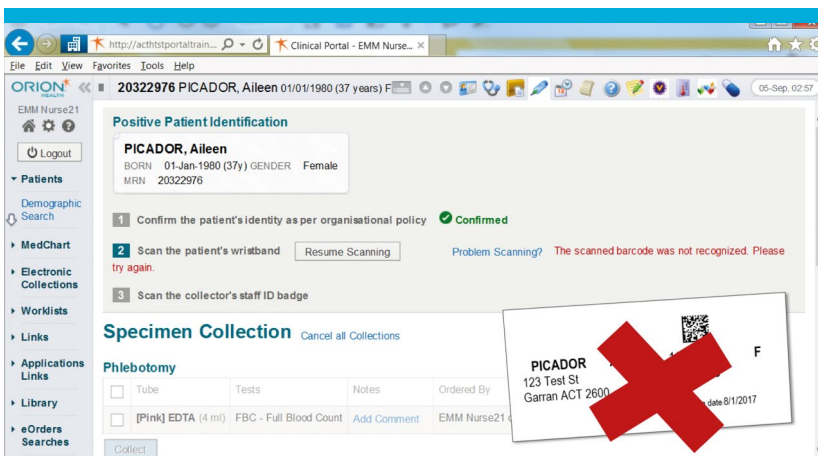 http://acthtstportaltrain...
Clinical Portal - EMM Nurse...
File Edit View Favorites Tools Help
ORION HEALTH
20322976 PICADOR, Aileen 01/01/1980 (37 years) F
05-Sep, 02:57
EMM Nurse21
Logout
Patients
Demographic Search
MedChart
Electronic Collections
Worklists
Links
Applications Links
Library
eOrders Searches
Positive Patient Identification
PICADOR, Aileen
BORN 01-Jan-1980 (37y) GENDER Female
MRN 20322976
1 Confirm the patient's identity as per organisational policy Confirmed
2 Scan the patient's wristband Resume Scanning Problem Scanning? The scanned barcode was not recognized. Please
try again.
3 Scan the collector's staff ID badge
Specimen Collection Cancel all Collections
Phlebotomy
Tube Tests Notes Ordered By
[Pink] EDTA (4 ml) FBC - Full Blood Count Add Comment EMM Nurse21
Collect
PICADOR F
123 Test St
Garran ACT 2600
date 8/1/2017